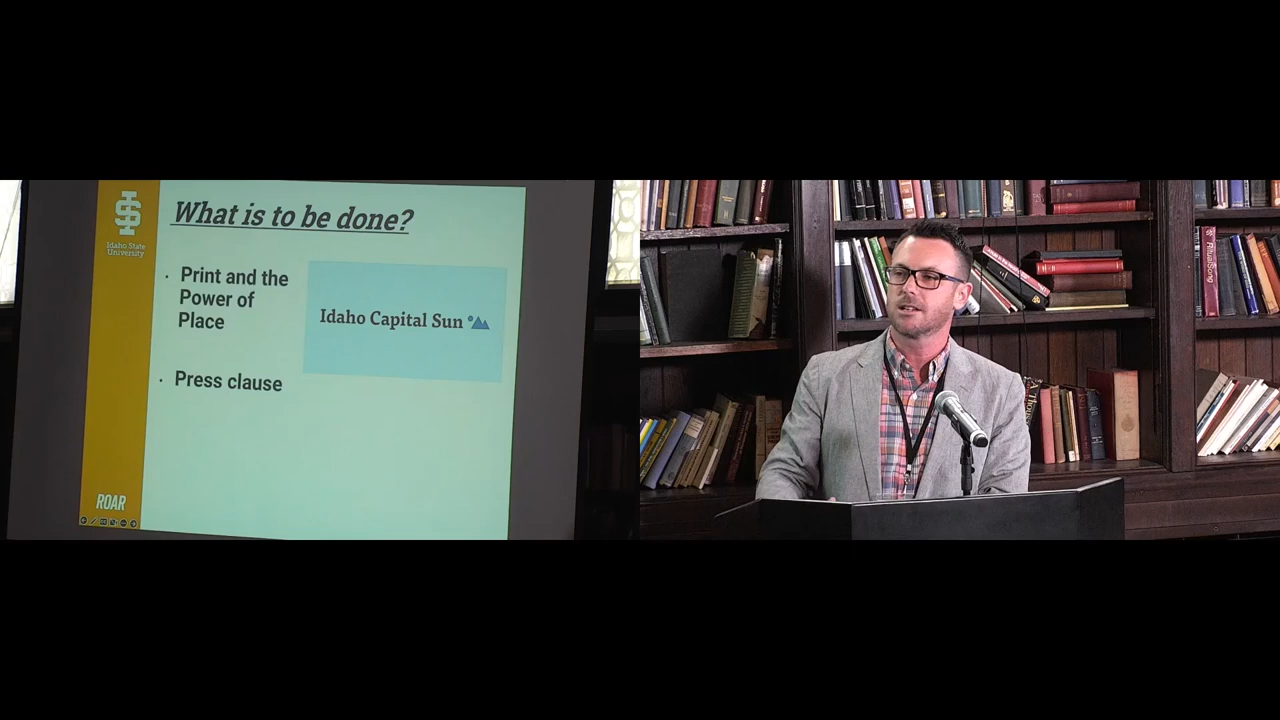 What is to be done?
Idaho State
University
· Print and the
Power of
Place
Idaho Capital Sun
· Press clause
ROAR
RitualSong